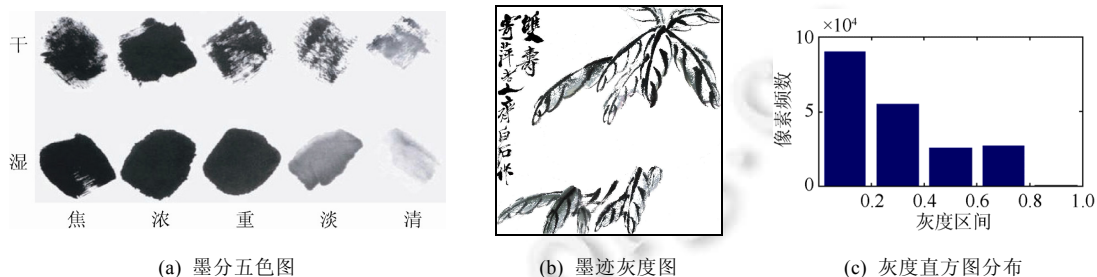 干
湿
焦 浓 重 淡 清
(a) 墨分五色图
雙壽
寄萍老人齊白石作
(b) 墨迹灰度图
×10⁴
10
5
0
像素频数
0.2 0.4 0.6 0.8 1.0
灰度区间
(c) 灰度直方图分布